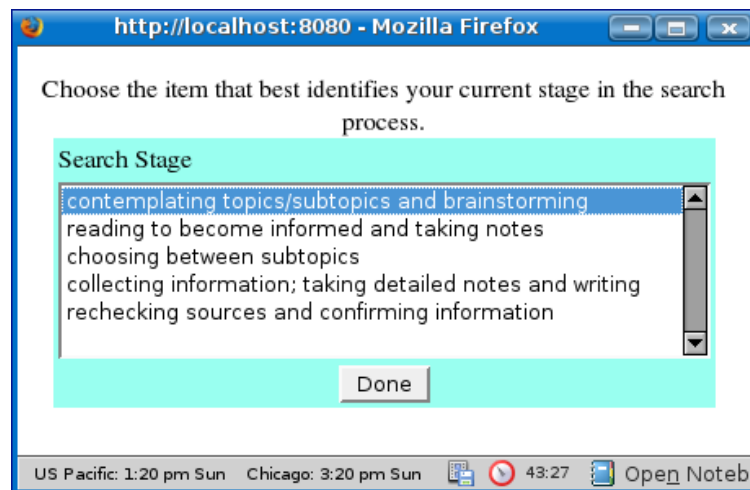 http://localhost:8080 - Mozilla Firefox
Choose the item that best identifies your current stage in the search
process.
Search Stage
contemplating topics/subtopics and brainstorming
reading to become informed and taking notes
choosing between subtopics
collecting information; taking detailed notes and writing
rechecking sources and confirming information
Done
US Pacific: 1:20 pm Sun Chicago: 3:20 pm Sun 43:27 Open Noteb